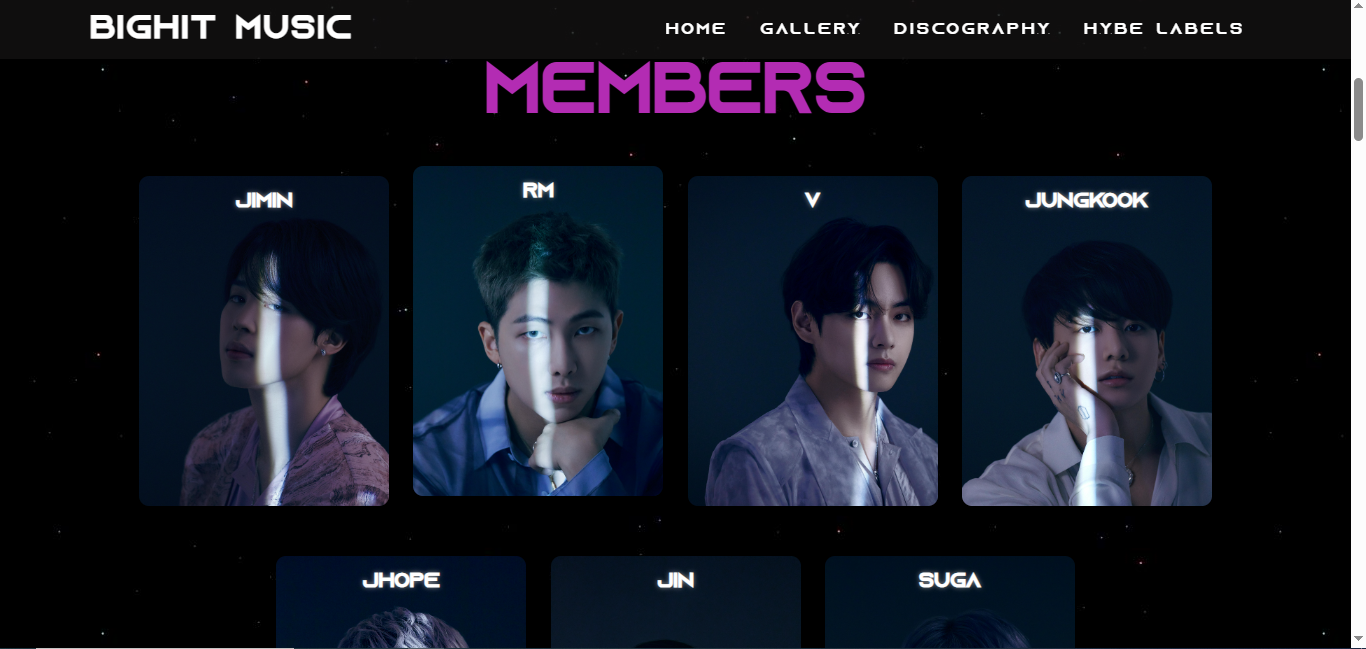 BIGHIT MUSIC
HOME GALLERY DISCOGRAPHY HYBE LABELS
MEMBERS
JIMIN RM V JUNGKOOK
JHOPE JIN SUGA